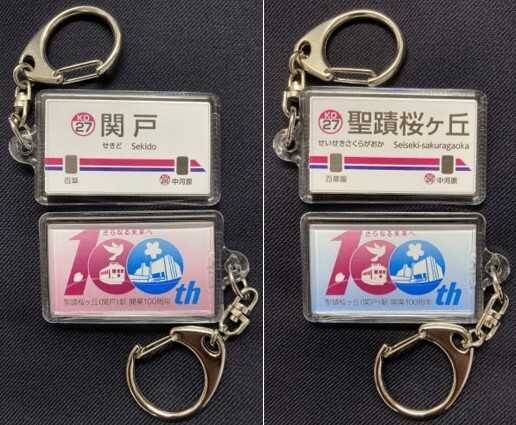 KO
27
関戸
せきど Sekido
百草
中河原
さらなる未来へ
100th
聖蹟桜ヶ丘(関戸)駅 開業100周年
KO
27
聖蹟桜ヶ丘
せいせきさくらがおか Seiseki-sakuragaoka
百草園
中河原
さらなる未来へ
100th
聖蹟桜ヶ丘(関戸)駅 開業100周年